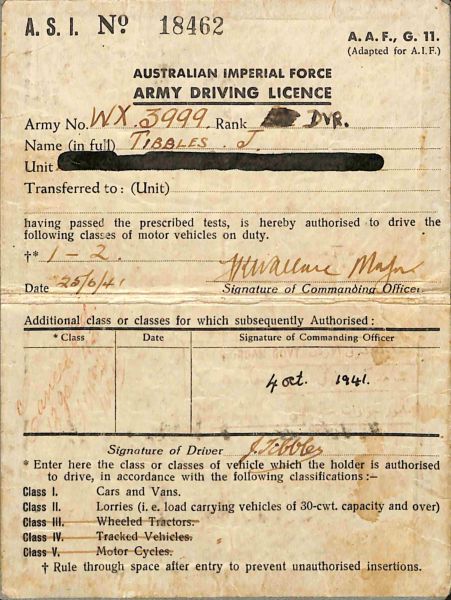 A. S. I. No 18462
A. A. F., G. 11.
(Adapted for A.I.F.)
AUSTRALIAN IMPERIAL FORCE
ARMY DRIVING LICENCE
Army No. WX. 3999. Rank DVR.
Name (in full) TIBBLES. J.
Unit
Transferred to: (Unit)
having passed the prescribed tests, is hereby authorised to drive the
following classes of motor vehicles on duty.
†* 1-2.
Wallace Major
Date 25/6/41 Signature of Commanding Officer
Additional class or classes for which subsequently Authorised:
* Class Date Signature of Commanding Officer
4 oct. 1941.
Signature of Driver J. Tibbles
* Enter here the class or classes of vehicle which the holder is authorised
to drive, in accordance with the following classifications:—
Class I. Cars and Vans.
Class II. Lorries (i. e. load carrying vehicles of 30-cwt. capacity and over)
Class III. Wheeled Tractors.
Class IV. Tracked Vehicles.
Class V. Motor Cycles.
† Rule through space after entry to prevent unauthorised insertions.